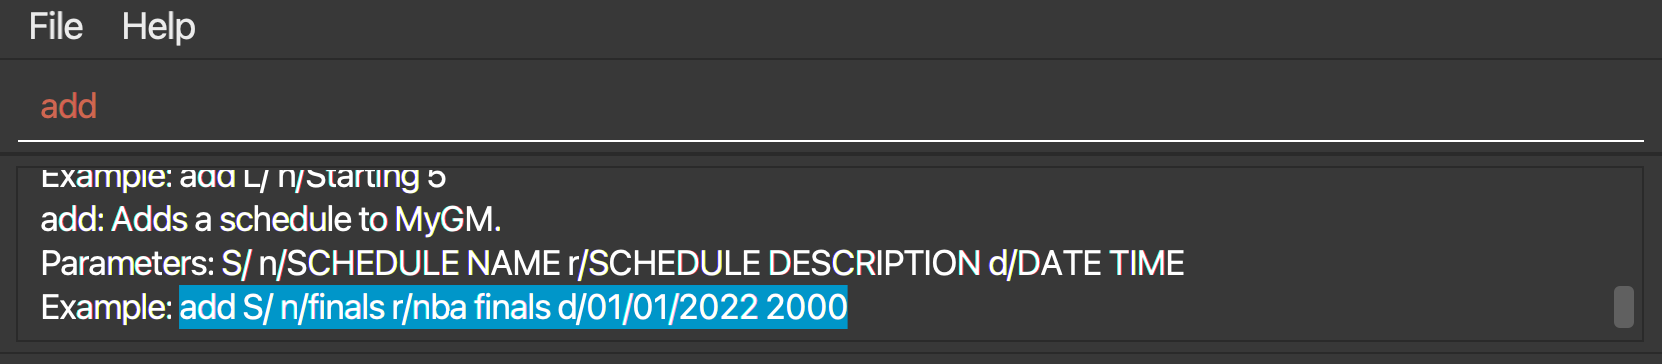 File Help
add
Example: add L/ n/Starting 5
add: Adds a schedule to MyGM.
Parameters: S/ n/SCHEDULE NAME r/SCHEDULE DESCRIPTION d/DATE TIME
Example: add S/ n/finals r/nba finals d/01/01/2022 2000